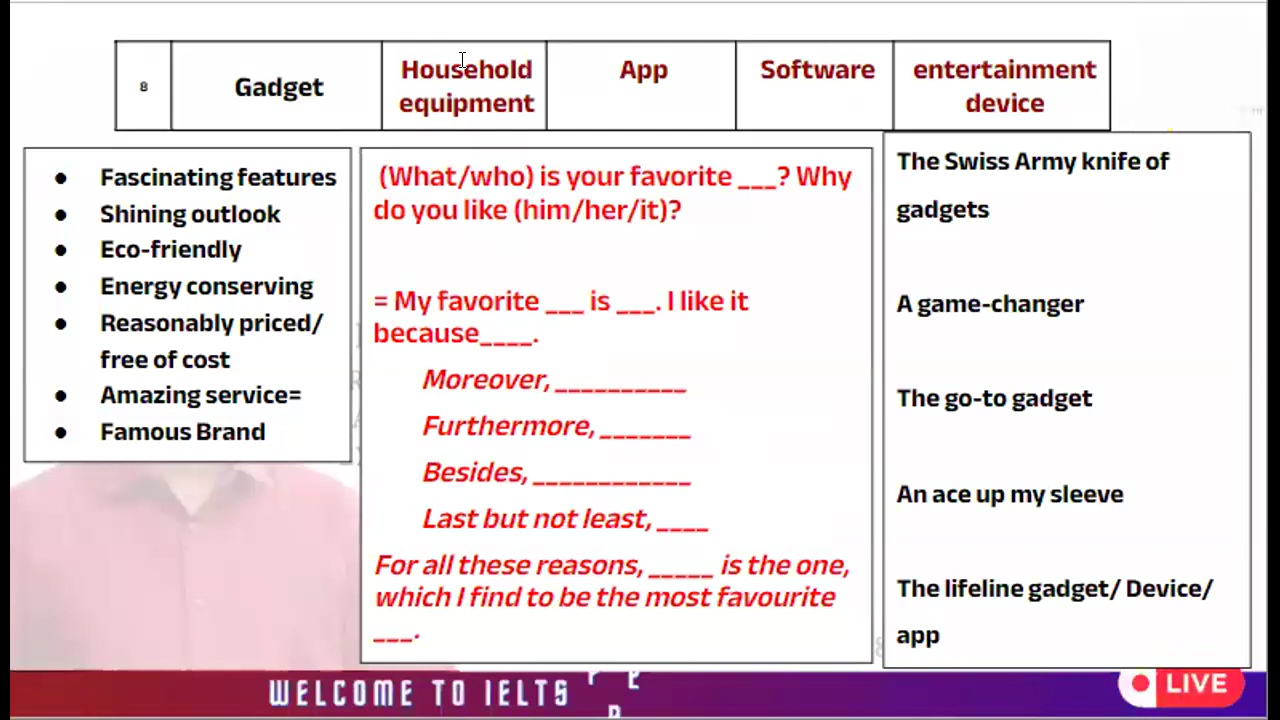 8
Gadget
Household
equipment
App
Software
entertainment
device
Fascinating features
Shining outlook
Eco-friendly
Energy conserving
Reasonably priced/
free of cost
Amazing service=
Famous Brand
(What/who) is your favorite ___? Why
do you like (him/her/it)?
= My favorite ___ is ___. I like it
because____.
Moreover, __________
Furthermore, _______
Besides, ____________
Last but not least, ____
For all these reasons, _____ is the one,
which I find to be the most favourite
___.
The Swiss Army knife of
gadgets
A game-changer
The go-to gadget
An ace up my sleeve
The lifeline gadget/ Device/
app
WELCOME TO IELTS
LIVE